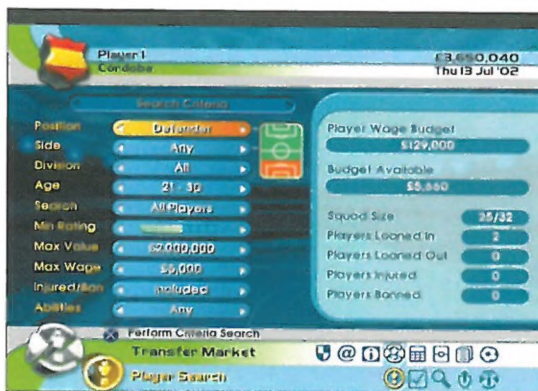 Player 1
£3,650,040
Córdoba
Thu 13 Jul '02
Search Criteria
Position Defender
Side Any
Division All
Age 21 - 30
Search All Players
Min Rating
Max Value £2,000,000
Max Wage £5,000
Injured/Ban Included
Abilities Any
Player Wage Budget
£129,000
Budget Available
£5,660
Squad Size 25/32
Players Loaned In 2
Players Loaned Out 0
Players Injured 0
Players Banned 0
Perform Criteria Search
Transfer Market
Player Search